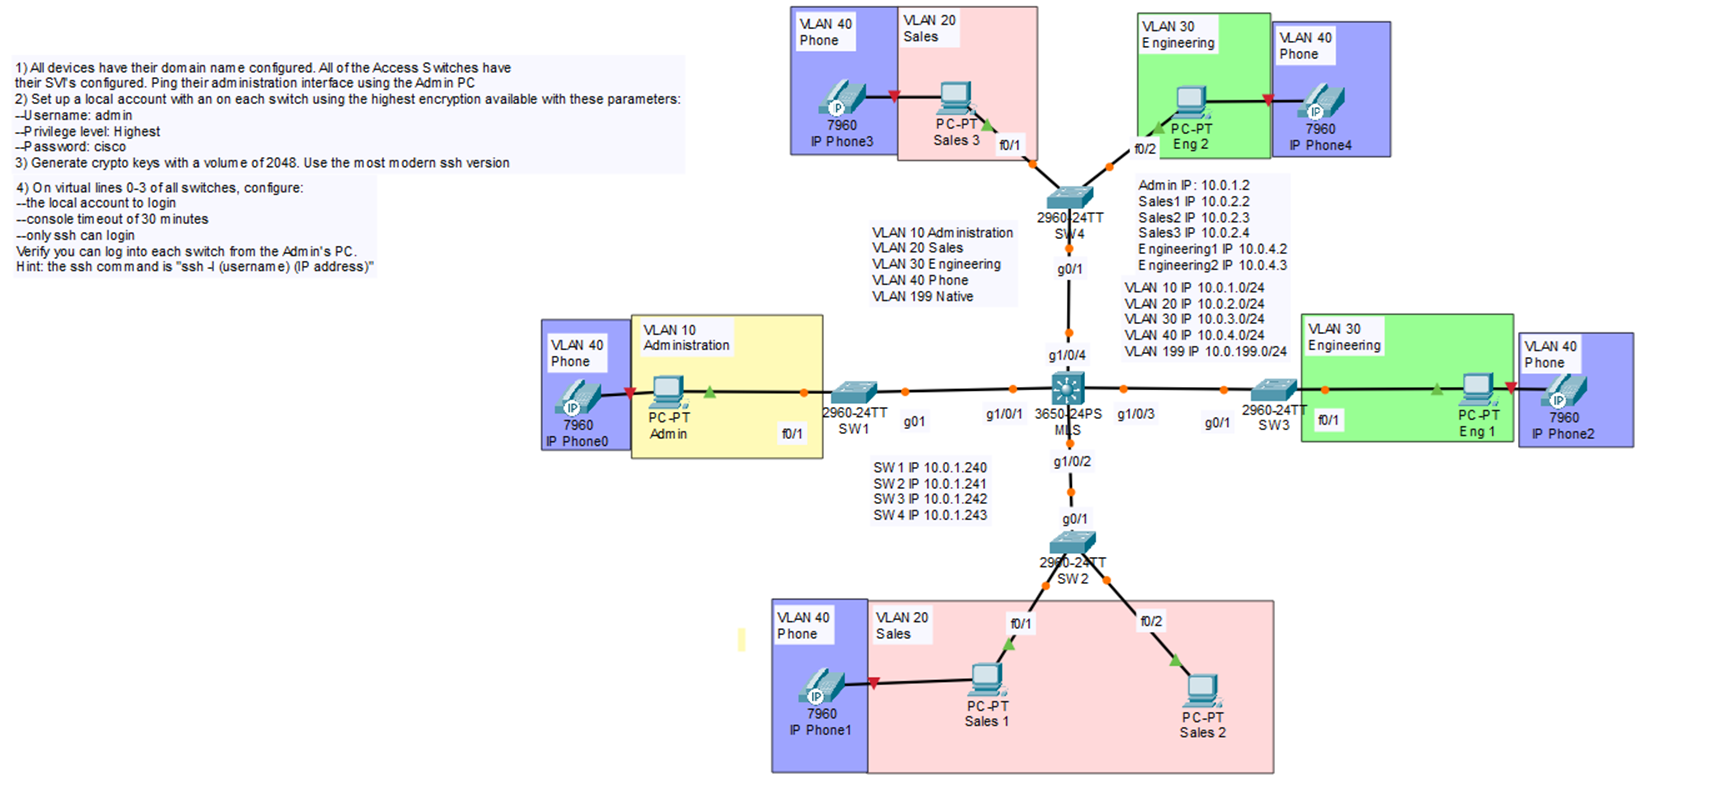 1) All devices have their domain name configured. All of the Access Switches have
their SVI's configured. Ping their administration interface using the Admin PC
2) Set up a local account with an on each switch using the highest encryption available with these parameters:
--Username: admin
--Privilege level: Highest
--Password: cisco
3) Generate crypto keys with a volume of 2048. Use the most modern ssh version
4) On virtual lines 0-3 of all switches, configure:
--the local account to login
--console timeout of 30 minutes
--only ssh can login
Verify you can log into each switch from the Admin's PC.
Hint: the ssh command is "ssh -l (username) (IP address)"
VLAN 40
Phone
VLAN 20
Sales
IP
7960
IP Phone3
PC-PT
Sales 3
f0/1
VLAN 30
Engineering
VLAN 40
Phone
PC-PT
Eng 2
IP
7960
IP Phone4
f0/2
2960-24TT
SW4
g0/1
VLAN 10 Administration
VLAN 20 Sales
VLAN 30 Engineering
VLAN 40 Phone
VLAN 199 Native
Admin IP: 10.0.1.2
Sales1 IP 10.0.2.2
Sales2 IP 10.0.2.3
Sales3 IP 10.0.2.4
Engineering1 IP 10.0.4.2
Engineering2 IP 10.0.4.3
VLAN 10 IP 10.0.1.0/24
VLAN 20 IP 10.0.2.0/24
VLAN 30 IP 10.0.3.0/24
VLAN 40 IP 10.0.4.0/24
VLAN 199 IP 10.0.199.0/24
VLAN 40
Phone
VLAN 10
Administration
IP
7960
IP Phone0
PC-PT
Admin
f0/1
2960-24TT
SW1
g01
g1/0/1
g1/0/4
3650-24PS
MLS
g1/0/3
g1/0/2
g0/1
2960-24TT
SW3
f0/1
VLAN 30
Engineering
PC-PT
Eng 1
VLAN 40
Phone
IP
7960
IP Phone2
SW1 IP 10.0.1.240
SW2 IP 10.0.1.241
SW3 IP 10.0.1.242
SW4 IP 10.0.1.243
g0/1
2960-24TT
SW2
f0/1
f0/2
VLAN 40
Phone
VLAN 20
Sales
IP
7960
IP Phone1
PC-PT
Sales 1
PC-PT
Sales 2